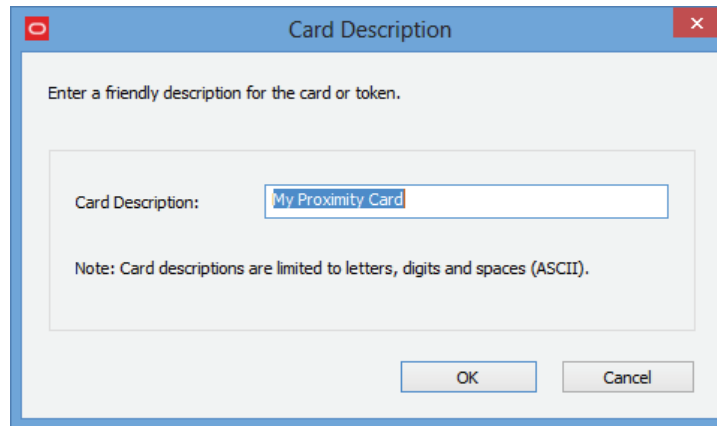 Card Description
Enter a friendly description for the card or token.
Card Description: My Proximity Card
Note: Card descriptions are limited to letters, digits and spaces (ASCII).
OK Cancel